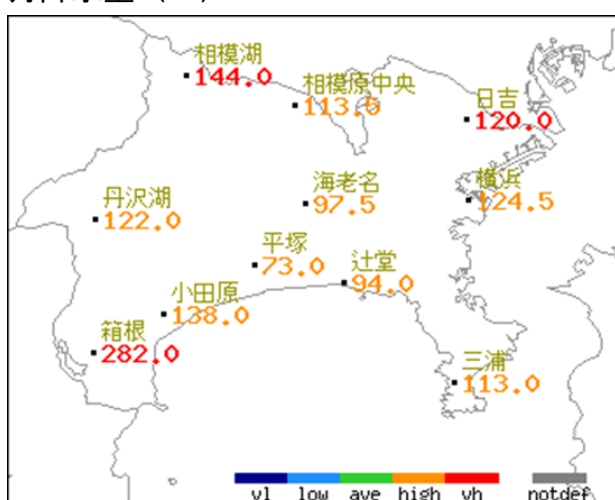 相模湖
144.0
相模原中央
113.5
日吉
120.0
海老名
97.5
横浜
124.5
丹沢湖
122.0
平塚
73.0
辻堂
94.0
小田原
138.0
箱根
282.0
三浦
113.0
vl low ave high vh notdef